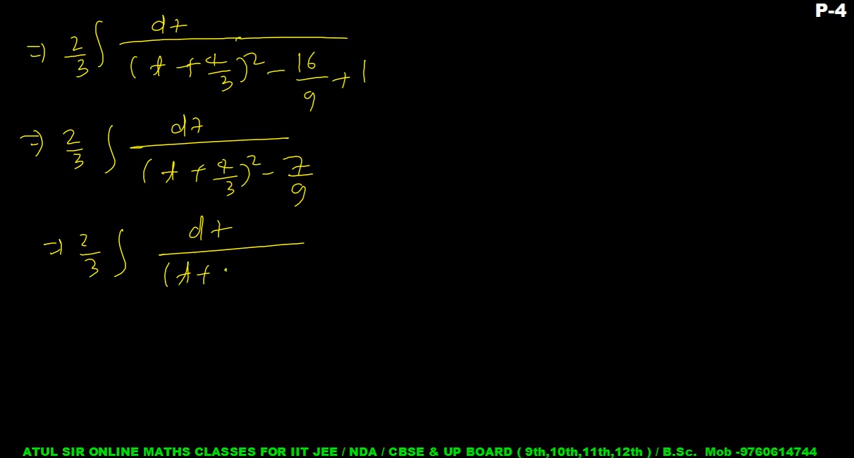 P-4
⇒ 2/3 ∫ dt / (t + 4/3)² - 16/9 + 1
⇒ 2/3 ∫ dt / (t + 4/3)² - 7/9
⇒ 2/3 ∫ dt / (t +
ATUL SIR ONLINE MATHS CLASSES FOR IIT JEE / NDA / CBSE & UP BOARD ( 9th,10th,11th,12th ) / B.Sc. Mob -9760614744